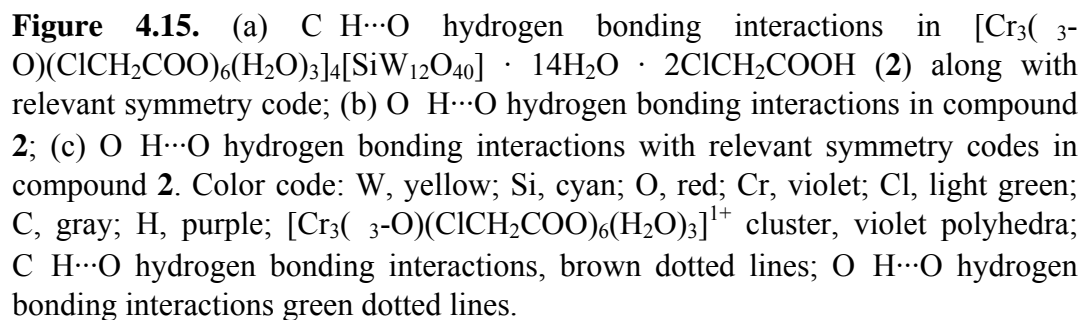 Figure 4.15. (a) C H···O hydrogen bonding interactions in [Cr₃( ₃-
O)(ClCH₂COO)₆(H₂O)₃]₄[SiW₁₂O₄₀] · 14H₂O · 2ClCH₂COOH (2) along with
relevant symmetry code; (b) O H···O hydrogen bonding interactions in compound
2; (c) O H···O hydrogen bonding interactions with relevant symmetry codes in
compound 2. Color code: W, yellow; Si, cyan; O, red; Cr, violet; Cl, light green;
C, gray; H, purple; [Cr₃( ₃-O)(ClCH₂COO)₆(H₂O)₃]¹⁺ cluster, violet polyhedra;
C H···O hydrogen bonding interactions, brown dotted lines; O H···O hydrogen
bonding interactions green dotted lines.